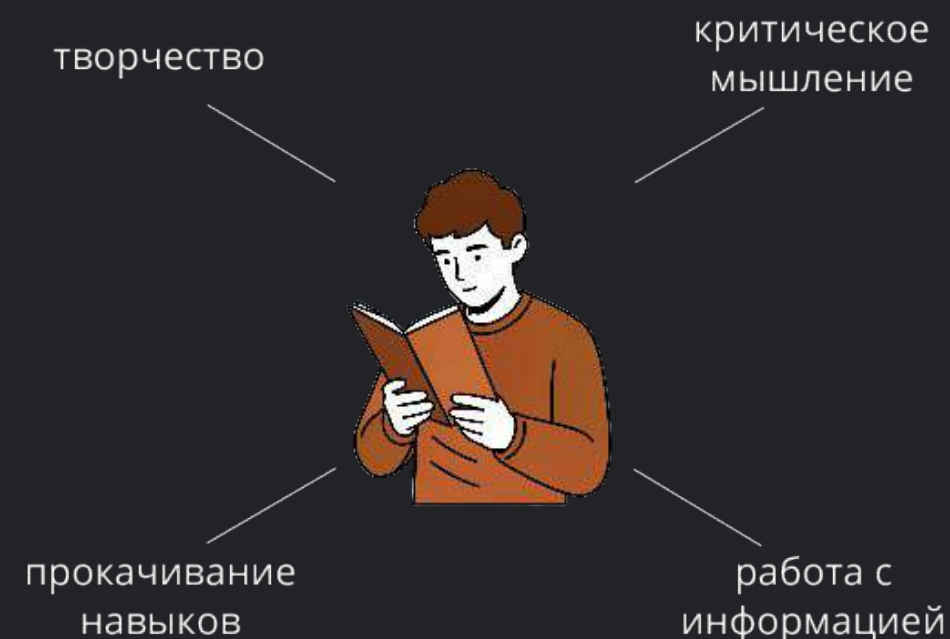 творчество
критическое
мышление
прокачивание
навыков
работа с
информацией